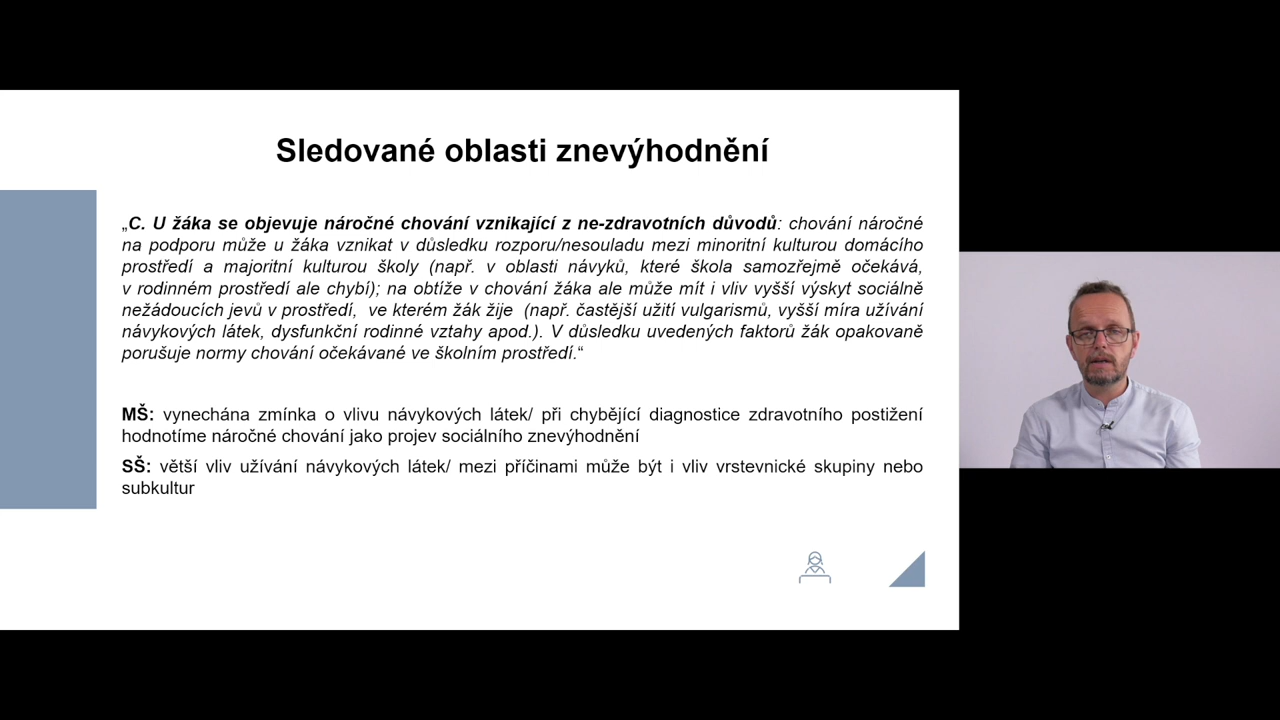 Sledované oblasti znevýhodnění
„C. U žáka se objevuje náročné chování vznikající z ne-zdravotních důvodů: chování náročné
na podporu může u žáka vznikat v důsledku rozporu/nesouladu mezi minoritní kulturou domácího
prostředí a majoritní kulturou školy (např. v oblasti návyků, které škola samozřejmě očekává,
v rodinném prostředí ale chybí); na obtíže v chování žáka ale může mít i vliv vyšší výskyt sociálně
nežádoucích jevů v prostředí, ve kterém žák žije (např. častější užití vulgarismů, vyšší míra užívání
návykových látek, dysfunkční rodinné vztahy apod.). V důsledku uvedených faktorů žák opakovaně
porušuje normy chování očekávané ve školním prostředí.“
MŠ: vynechána zmínka o vlivu návykových látek/ při chybějící diagnostice zdravotního postižení
hodnotíme náročné chování jako projev sociálního znevýhodnění
SŠ: větší vliv užívání návykových látek/ mezi příčinami může být i vliv vrstevnické skupiny nebo
subkultur